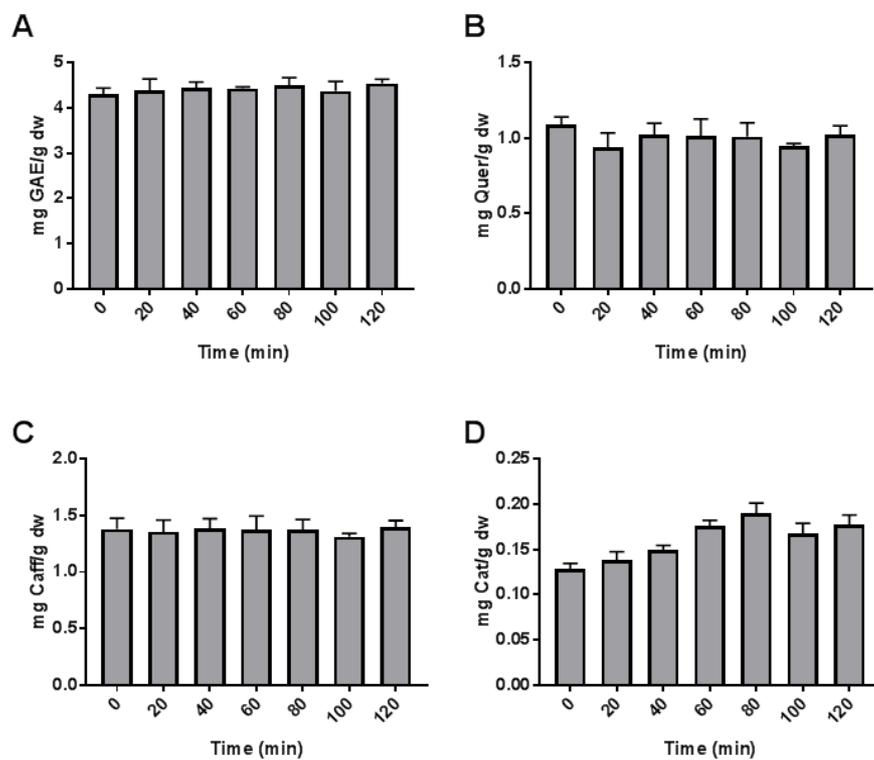 A
mg GAE/g dw
5
4
3
2
1
0
0 20 40 60 80 100 120
Time (min)
B
mg Quer/g dw
1.5
1.0
0.5
0.0
0 20 40 60 80 100 120
Time (min)
C
mg Caff/g dw
2.0
1.5
1.0
0.5
0.0
0 20 40 60 80 100 120
Time (min)
D
mg Cat/g dw
0.25
0.20
0.15
0.10
0.05
0.00
0 20 40 60 80 100 120
Time (min)